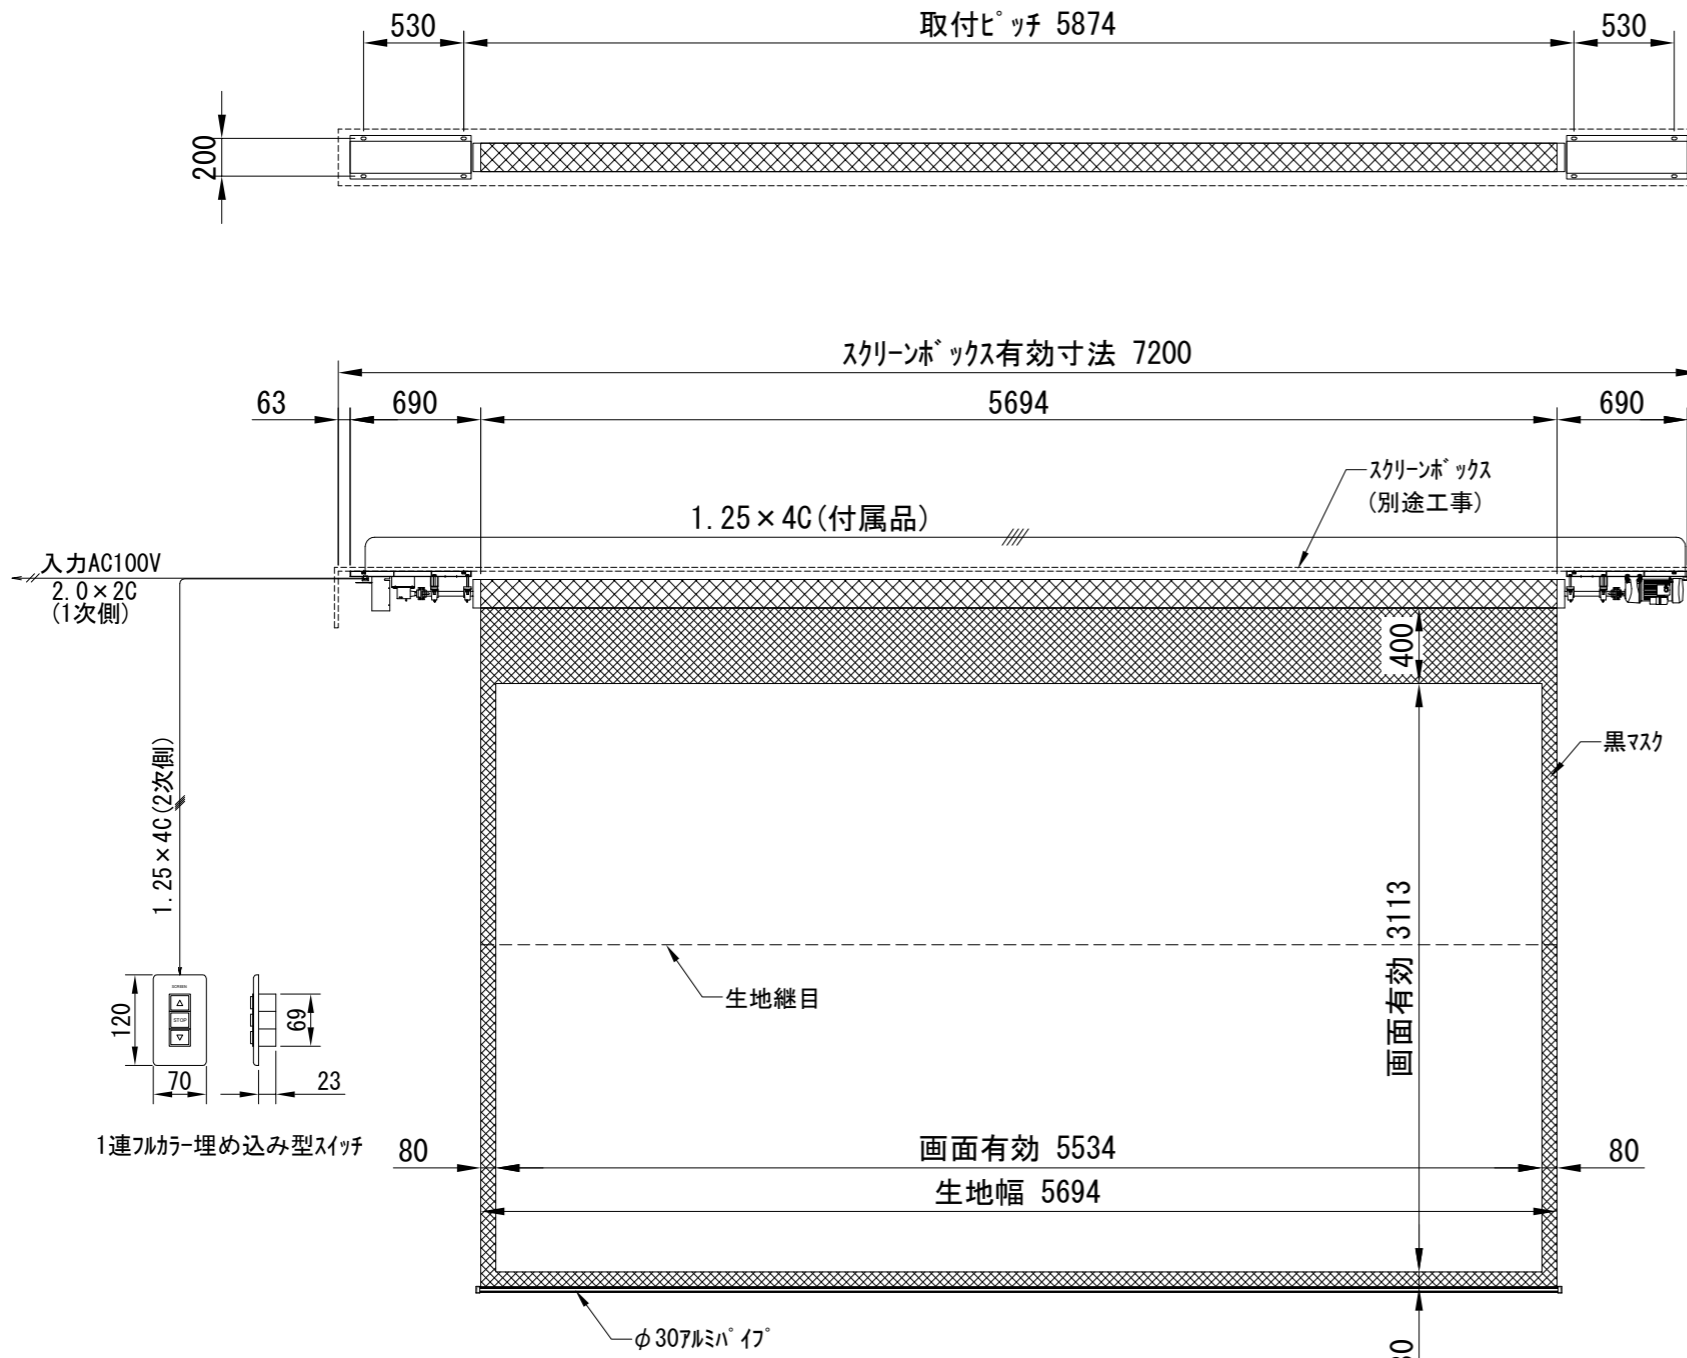 530
取付ピッチ 5874
530
200
スクリーンボックス有効寸法 7200
63
690
5694
690
スクリーンボックス
(別途工事)
1.25×4C(付属品)
入力AC100V
2.0×2C
(1次側)
400
黒マスク
1.25×4C(2次側)
画面有効 3113
生地継目
SCREEN
STOP
120
69
70
23
1連フルカラー埋め込み型スイッチ
80
画面有効 5534
80
生地幅 5694
φ30アルミパイプ